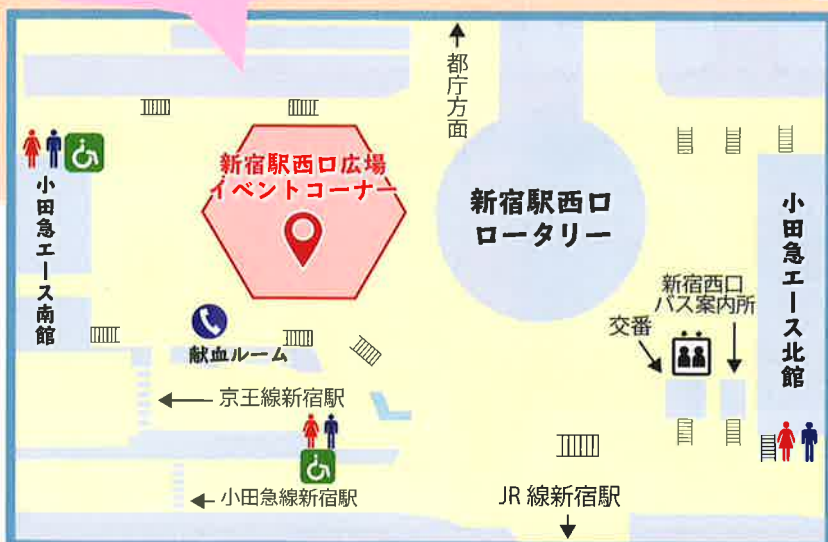 都庁方面
新宿駅西口広場
イベントコーナー
新宿駅西口
ロータリー
小田急エース南館
小田急エース北館
新宿西口
バス案内所
交番
献血ルーム
京王線新宿駅
小田急線新宿駅
JR 線新宿駅